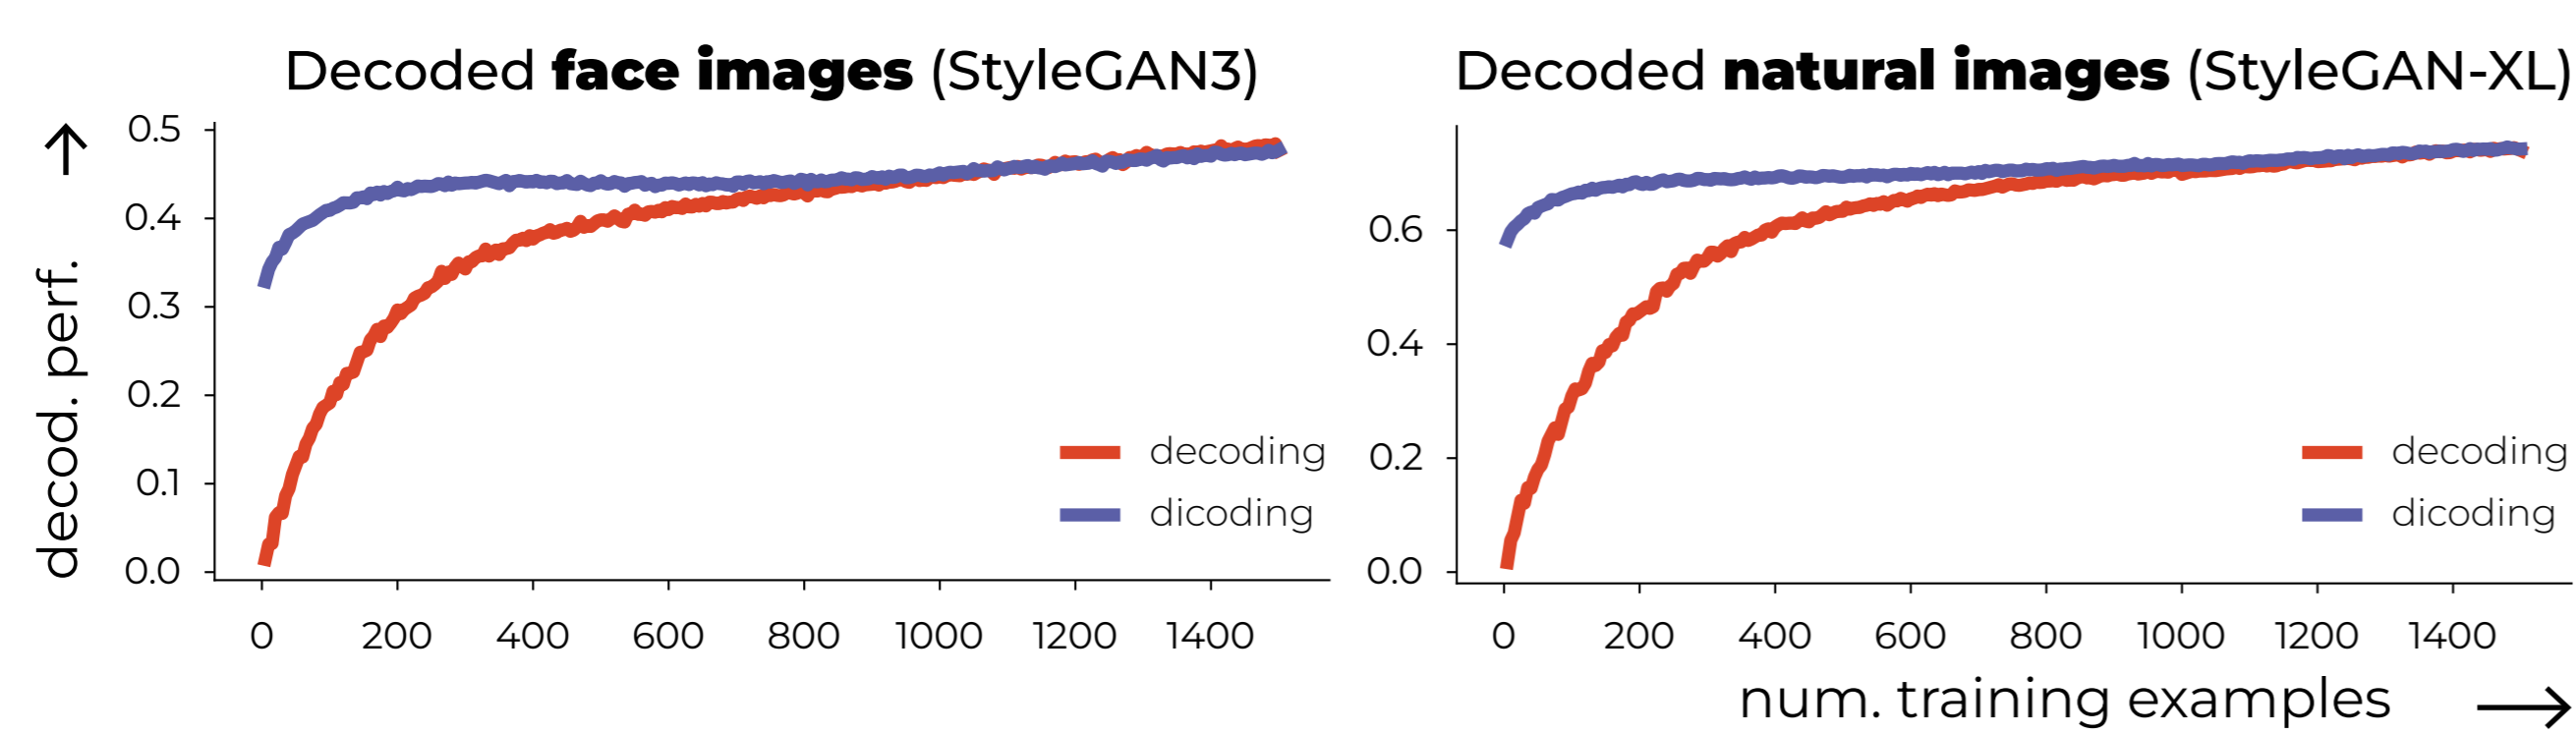 Decoded face images (StyleGAN3)
↑
decod. perf.
0.5
0.4
0.3
0.2
0.1
0.0
decoding
dicoding
0 200 400 600 800 1000 1200 1400
Decoded natural images (StyleGAN-XL)
0.6
0.4
0.2
0.0
decoding
dicoding
0 200 400 600 800 1000 1200 1400
num. training examples →